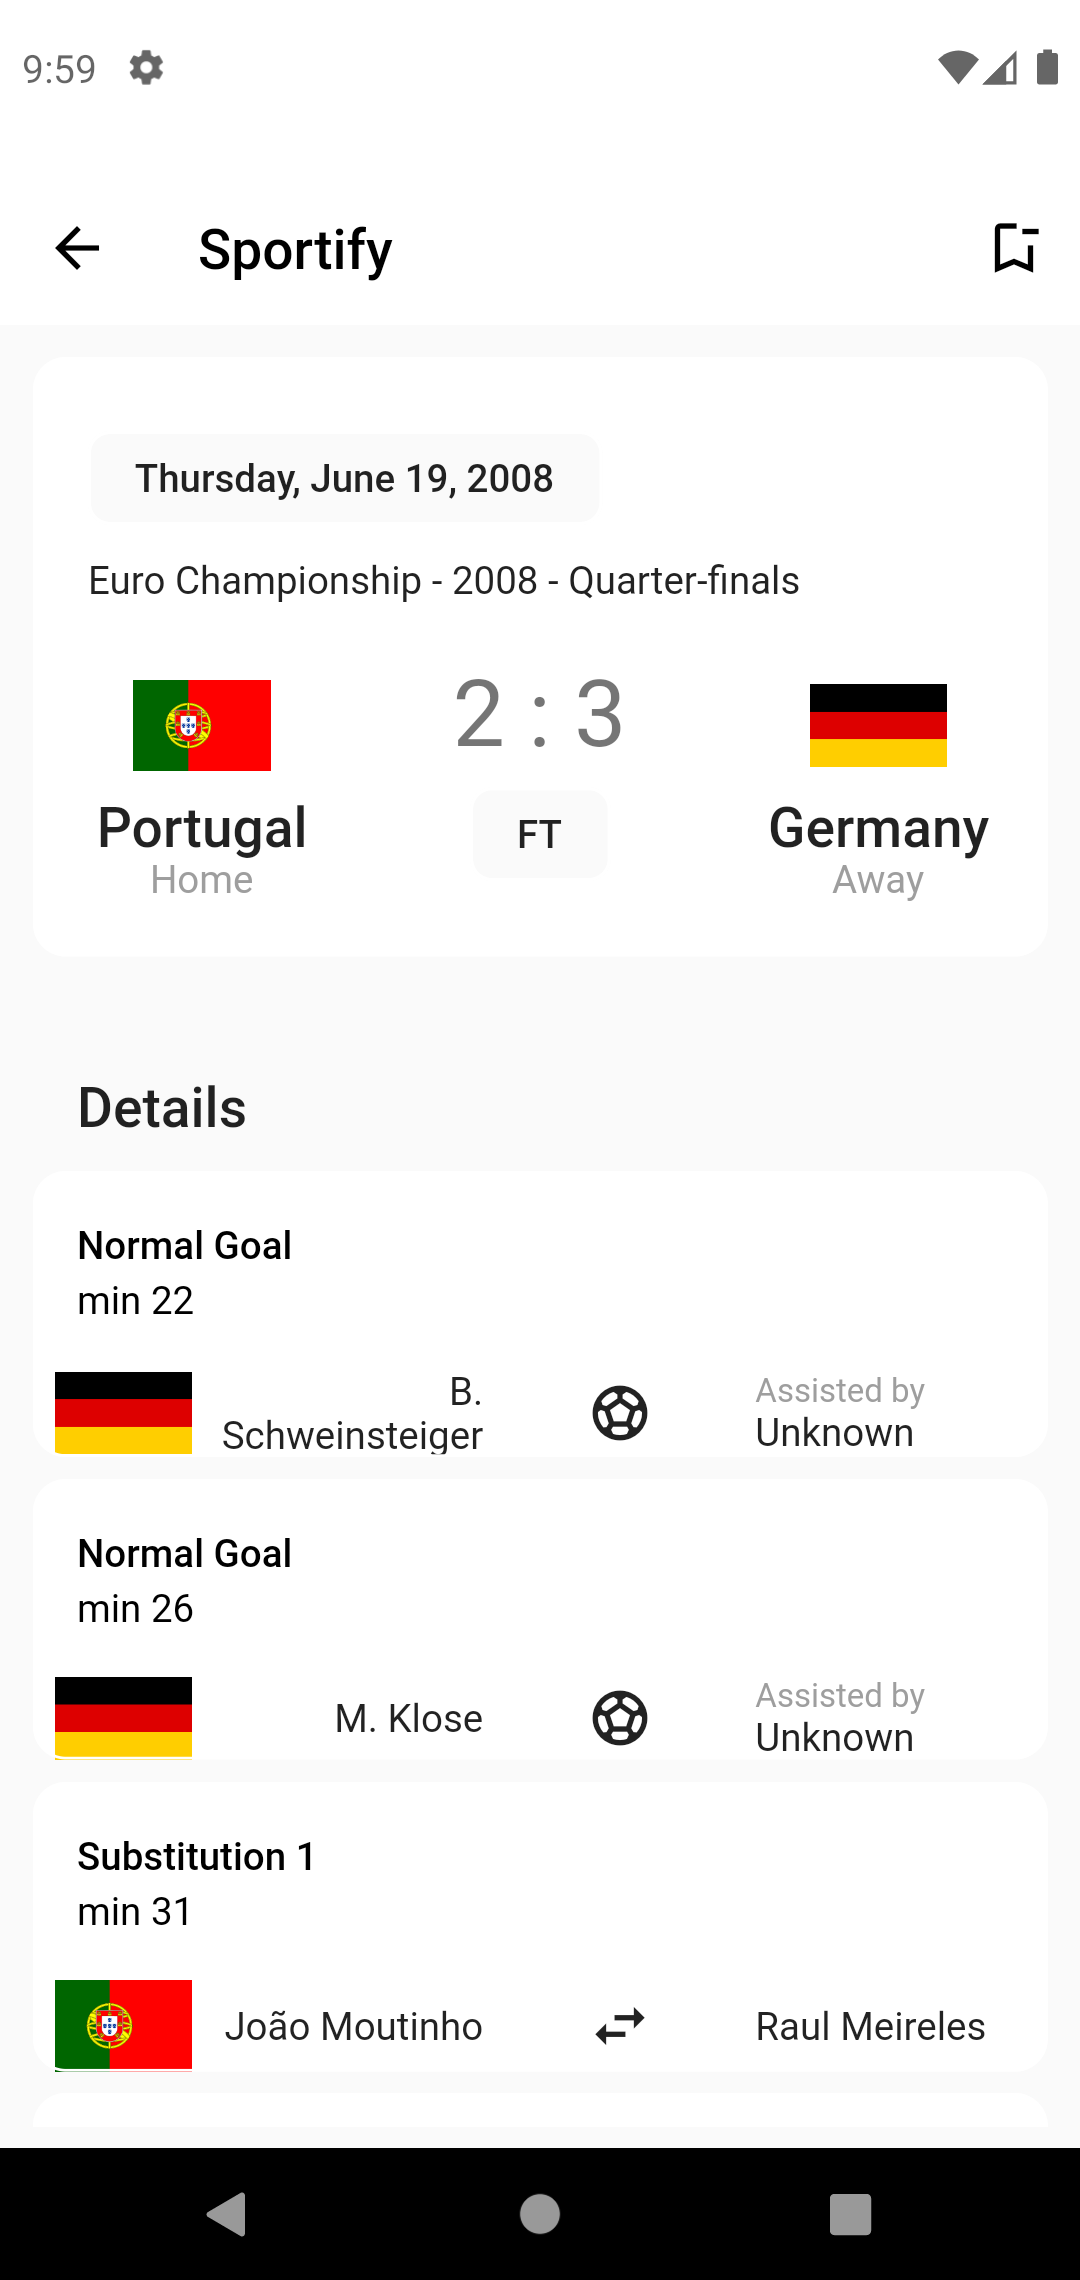 9:59
Sportify
Thursday, June 19, 2008
Euro Championship - 2008 - Quarter-finals
2 : 3
Portugal
Home
FT
Germany
Away
Details
Normal Goal
min 22
B.
Schweinsteiger
Assisted by
Unknown
Normal Goal
min 26
M. Klose
Assisted by
Unknown
Substitution 1
min 31
João Moutinho
Raul Meireles